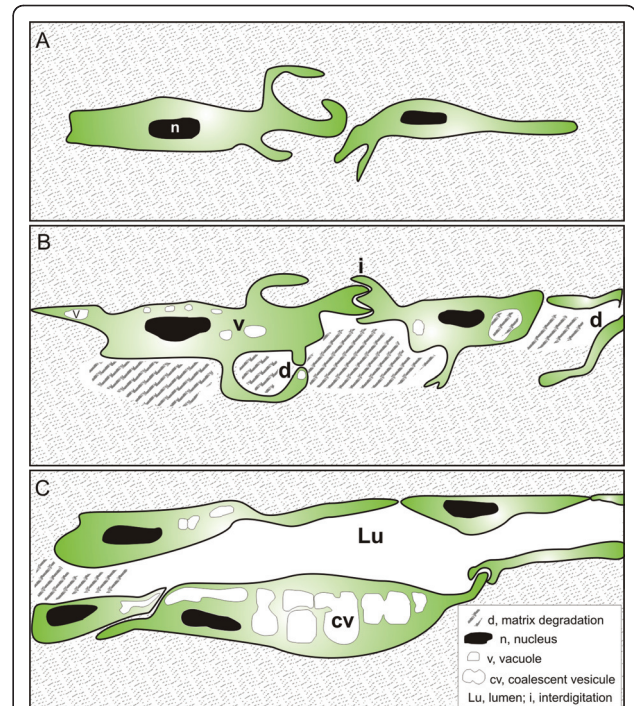 A
n
B
i
v
v
d
d
C
Lu
cv
d, matrix degradation
n, nucleus
v, vacuole
cv, coalescent vesicule
Lu, lumen; i, interdigitation